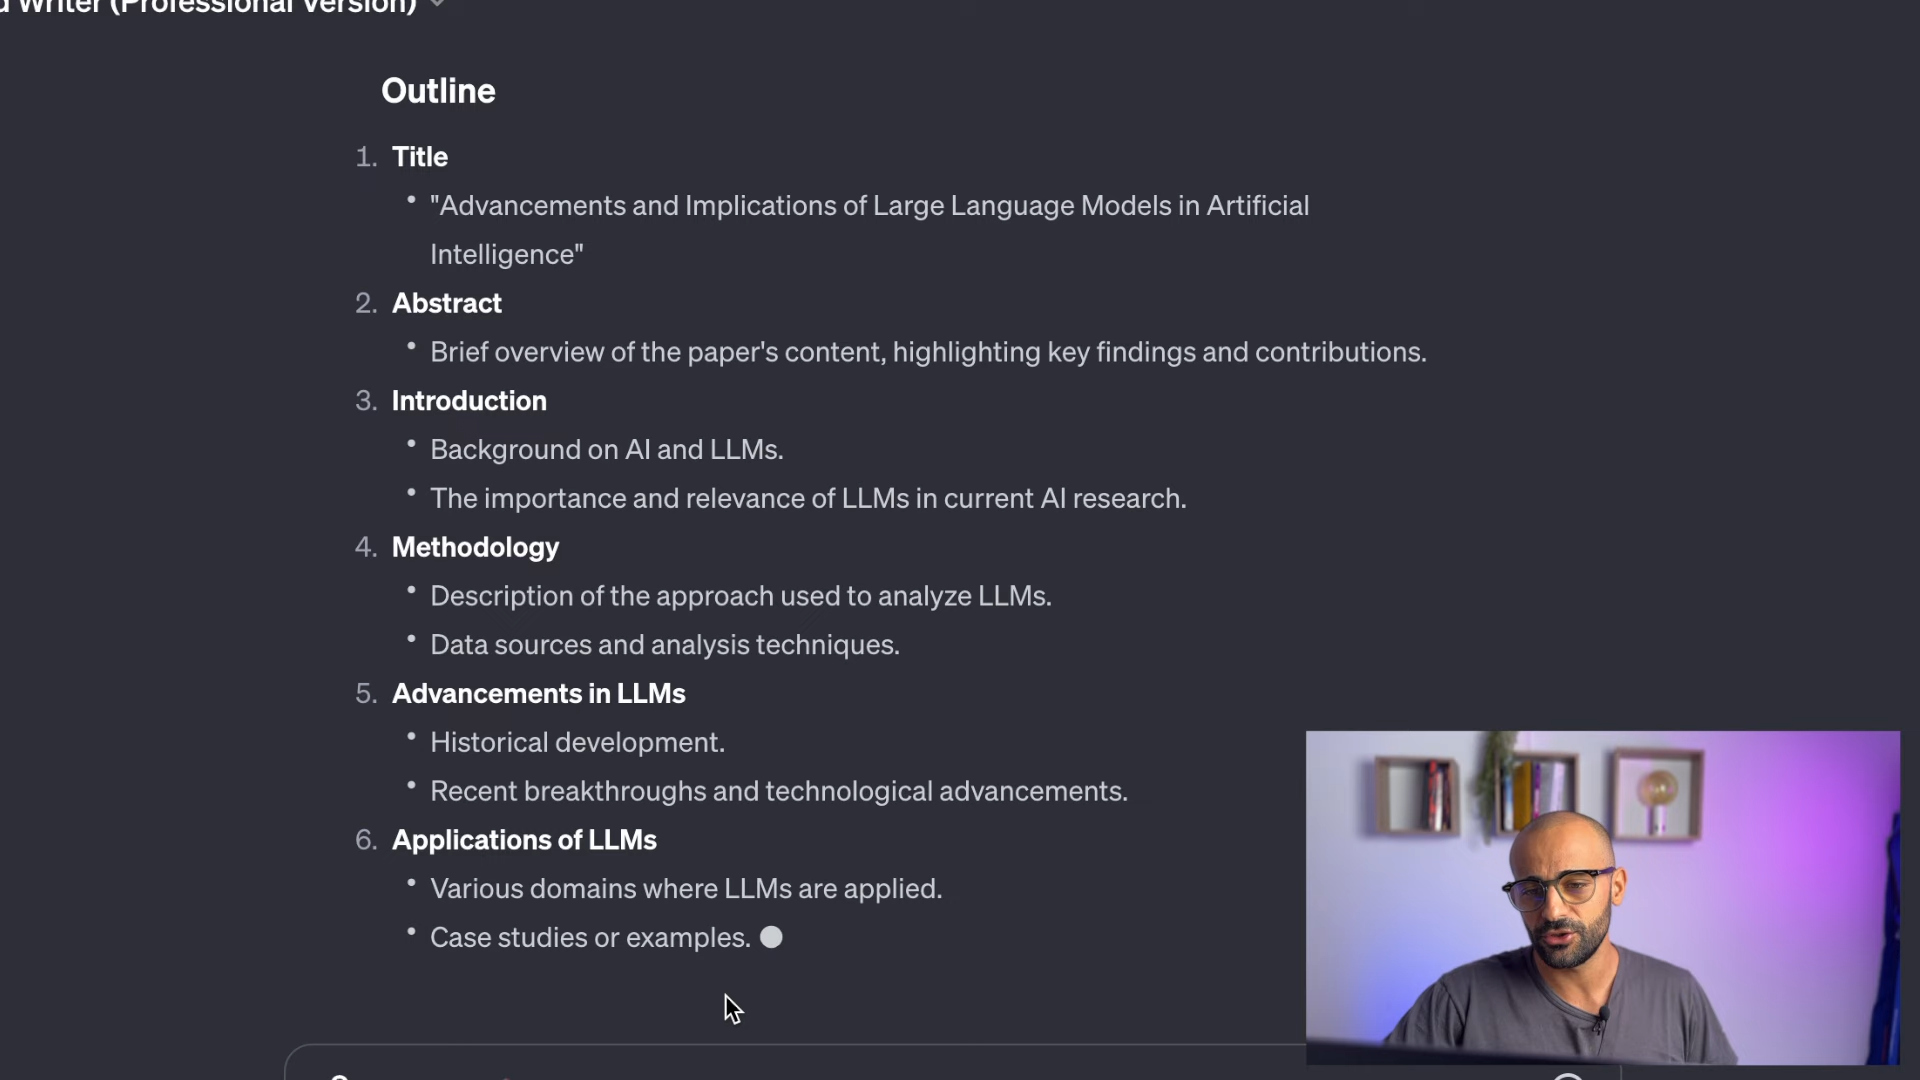 Writer (Professional Version)
Outline
1. Title
• "Advancements and Implications of Large Language Models in Artificial
Intelligence"
2. Abstract
• Brief overview of the paper's content, highlighting key findings and contributions.
3. Introduction
• Background on AI and LLMs.
• The importance and relevance of LLMs in current AI research.
4. Methodology
• Description of the approach used to analyze LLMs.
• Data sources and analysis techniques.
5. Advancements in LLMs
• Historical development.
• Recent breakthroughs and technological advancements.
6. Applications of LLMs
• Various domains where LLMs are applied.
• Case studies or examples.